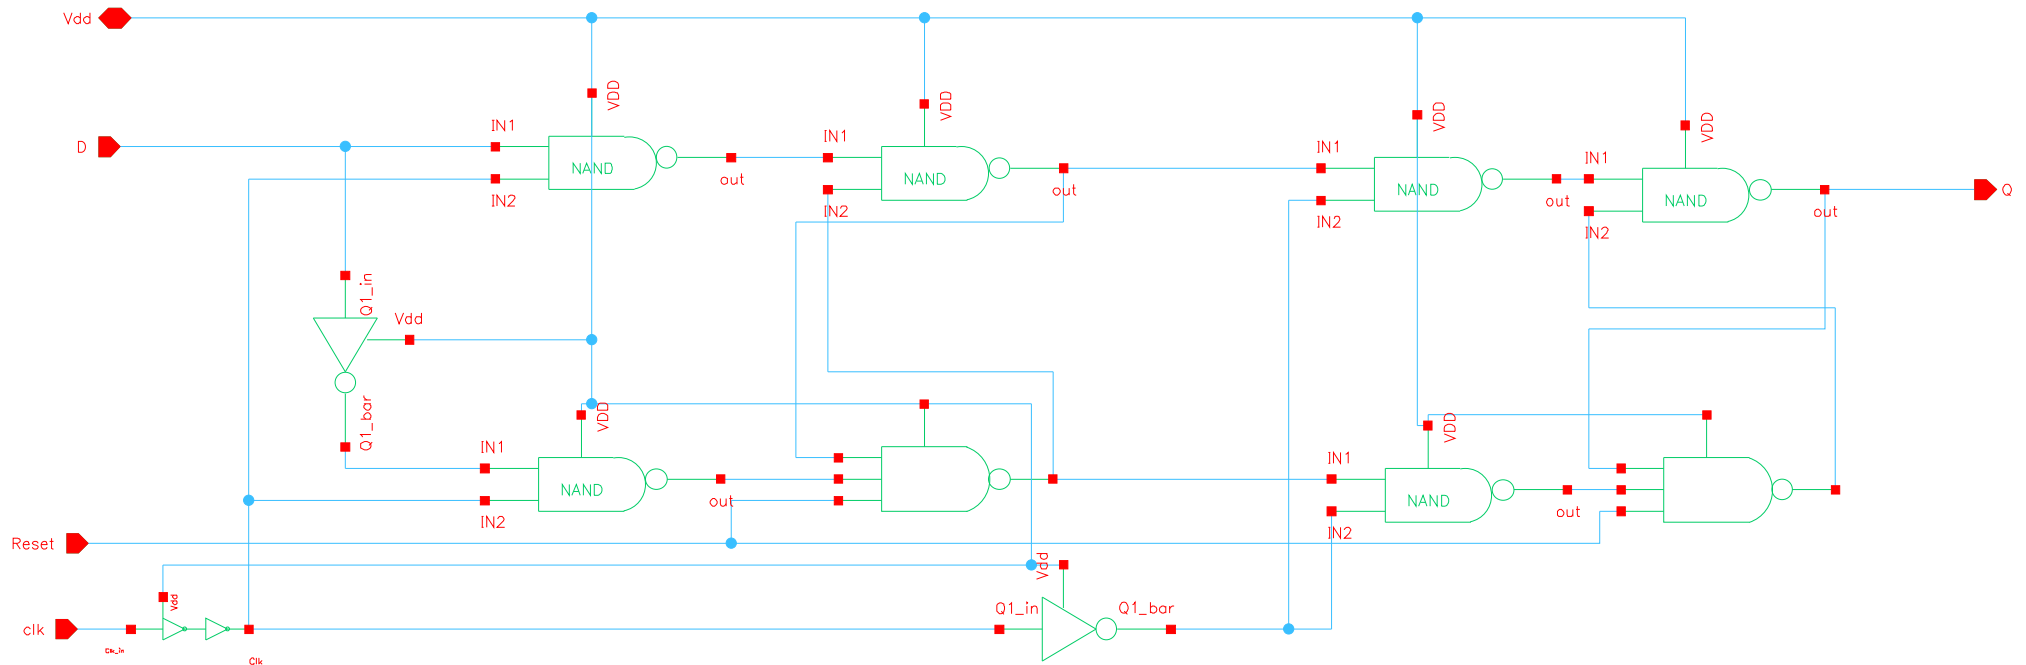 Vdd
VDD
VDD
VDD
VDD
D
IN1
NAND
IN2
out
IN1
NAND
IN2
out
IN1
NAND
IN2
out
IN1
NAND
IN2
out
Q
Q1_in
Vdd
Q1_bar
VDD
IN1
NAND
IN2
out
VDD
IN1
NAND
IN2
out
Reset
Vdd
Vdd
clk
Q1_in
Q1_bar
Clk_in
Clk